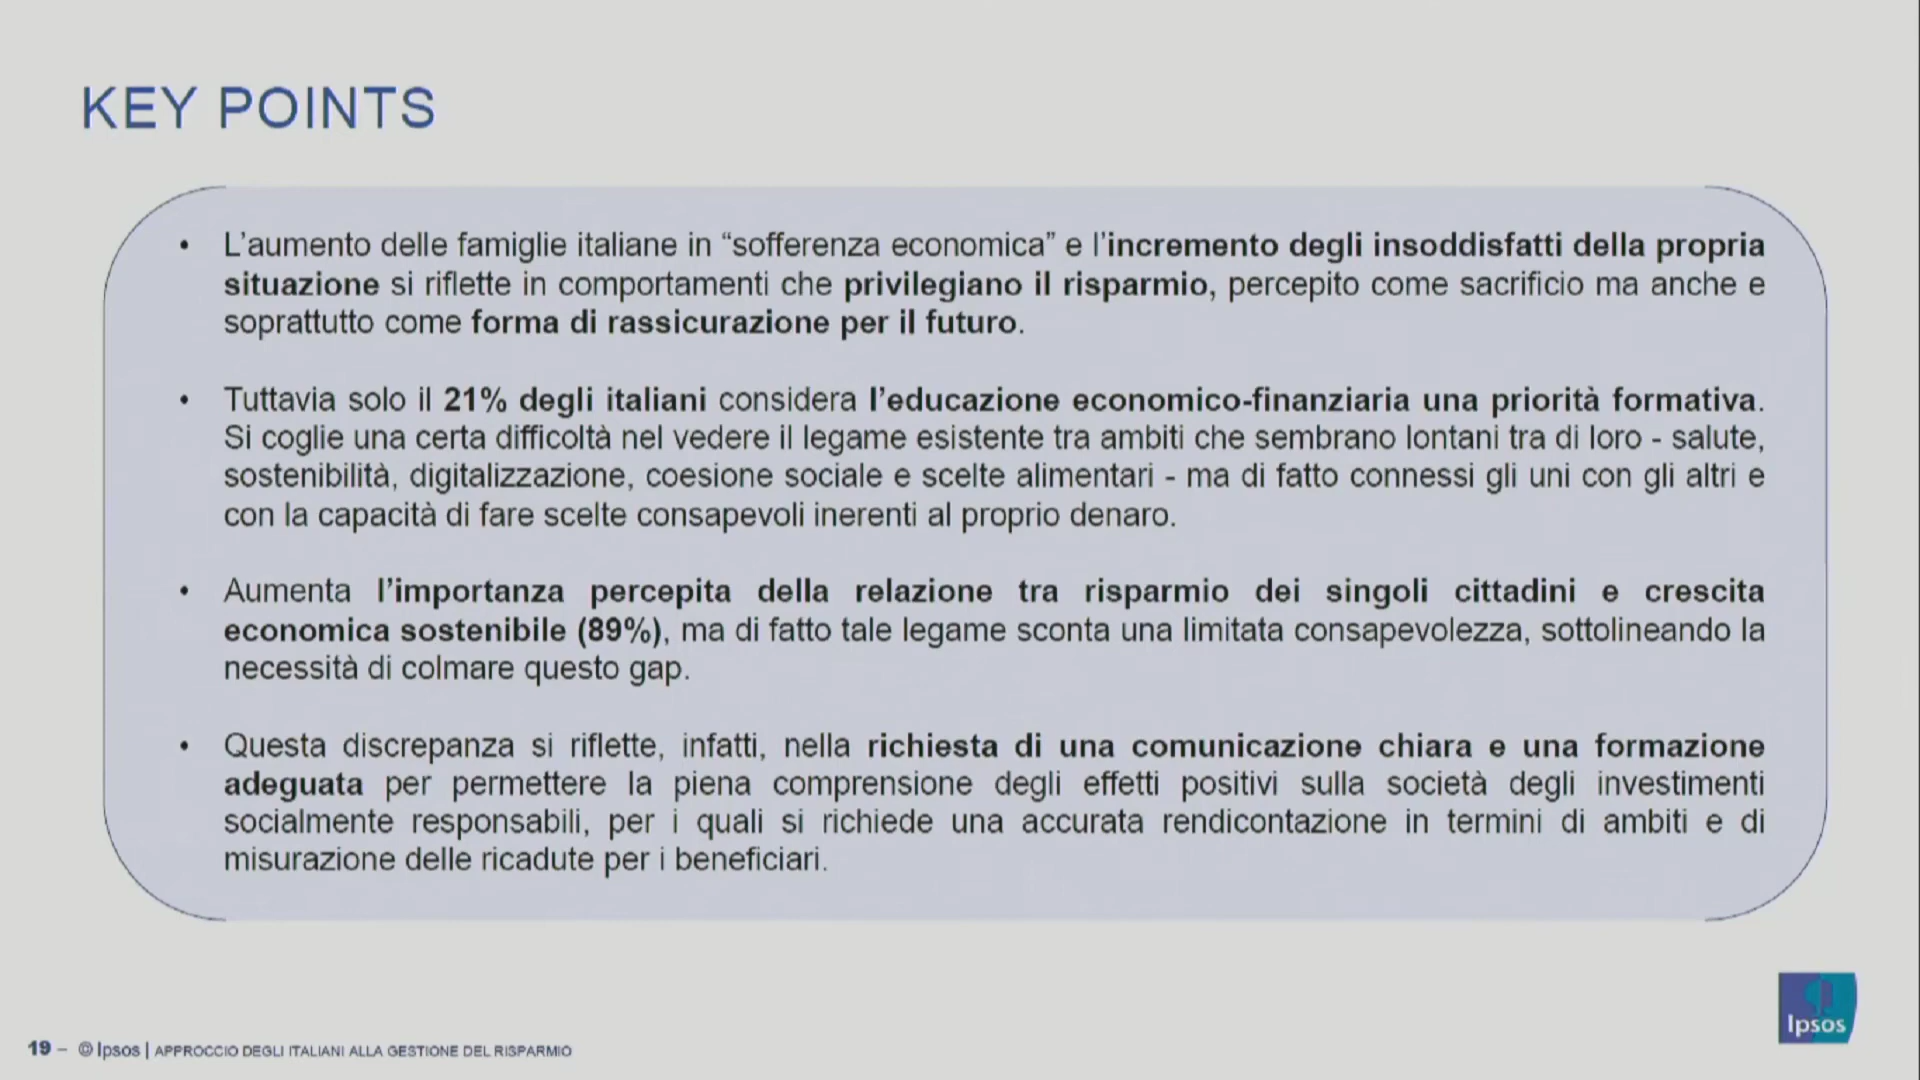 KEY POINTS
• L’aumento delle famiglie italiane in “sofferenza economica” e l’incremento degli insoddisfatti della propria
situazione si riflette in comportamenti che privilegiano il risparmio, percepito come sacrificio ma anche e
soprattutto come forma di rassicurazione per il futuro.
• Tuttavia solo il 21% degli italiani considera l’educazione economico-finanziaria una priorità formativa.
Si coglie una certa difficoltà nel vedere il legame esistente tra ambiti che sembrano lontani tra di loro - salute,
sostenibilità, digitalizzazione, coesione sociale e scelte alimentari - ma di fatto connessi gli uni con gli altri e
con la capacità di fare scelte consapevoli inerenti al proprio denaro.
• Aumenta l’importanza percepita della relazione tra risparmio dei singoli cittadini e crescita
economica sostenibile (89%), ma di fatto tale legame sconta una limitata consapevolezza, sottolineando la
necessità di colmare questo gap.
• Questa discrepanza si riflette, infatti, nella richiesta di una comunicazione chiara e una formazione
adeguata per permettere la piena comprensione degli effetti positivi sulla società degli investimenti
socialmente responsabili, per i quali si richiede una accurata rendicontazione in termini di ambiti e di
misurazione delle ricadute per i beneficiari.
Ipsos
19 – © Ipsos | APPROCCIO DEGLI ITALIANI ALLA GESTIONE DEL RISPARMIO